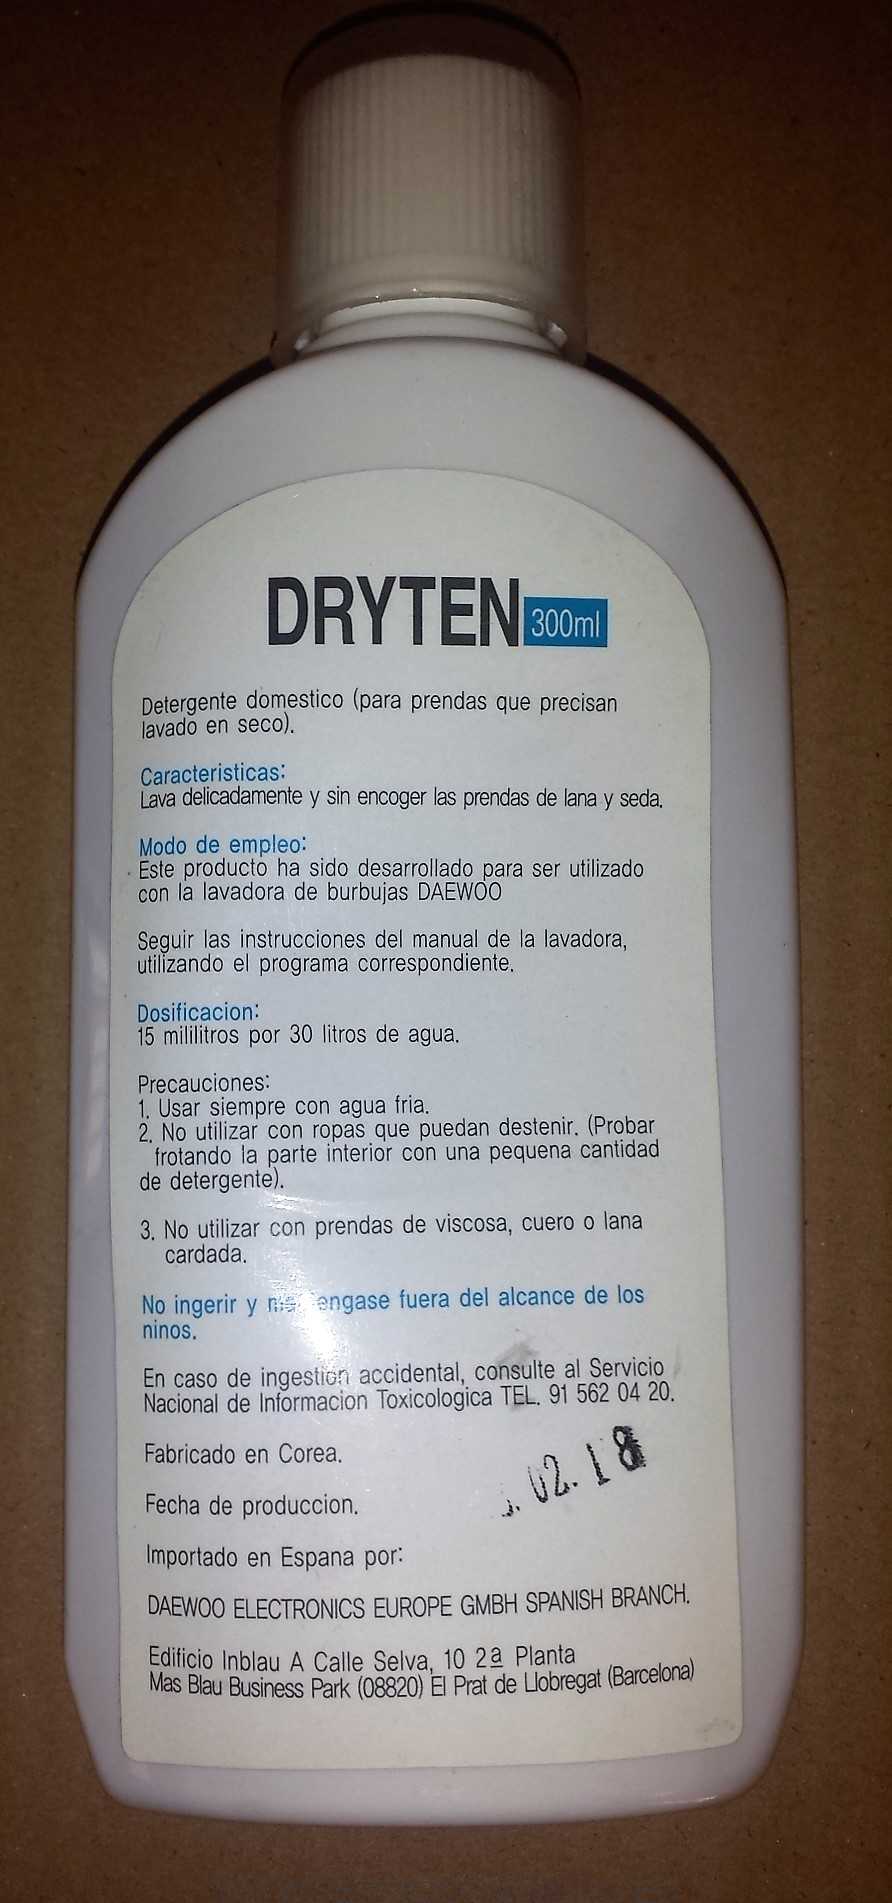 DRYTEN 300ml
Detergente domestico (para prendas que precisan
lavado en seco).
Caracteristicas:
Lava delicadamente y sin encoger las prendas de lana y seda.
Modo de empleo:
Este producto ha sido desarrollado para ser utilizado
con la lavadora de burbujas DAEWOO
Seguir las instrucciones del manual de la lavadora,
utilizando el programa correspondiente.
Dosificacion:
15 mililitros por 30 litros de agua.
Precauciones:
1. Usar siempre con agua fria.
2. No utilizar con ropas que puedan destenir. (Probar
frotando la parte interior con una pequena cantidad
de detergente).
3. No utilizar con prendas de viscosa, cuero o lana
cardada.
No ingerir y fuera del alcance de los
ninos.
En caso de ingestion accidental, consulte al Servicio
Nacional de Informacion Toxicologica TEL. 91 562 04 20.
Fabricado en Corea.
02.18
Fecha de produccion.
Importado en Espana por:
DAEWOO ELECTRONICS EUROPE GMBH SPANISH BRANCH.
Edificio Inblau A Calle Selva, 10 2ª Planta
Mas Blau Business Park (08820) El Prat de Llobregat (Barcelona)